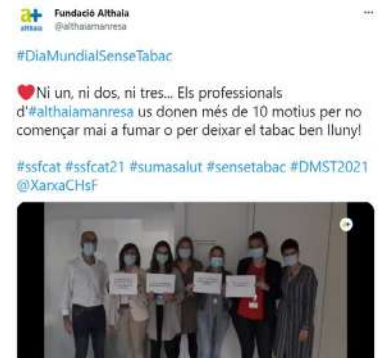 a+
althaia
Fundació Althaia
@althaiamanresa
#DiaMundialSenseTabac
Ni un, ni dos, ni tres... Els professionals
d'#althaiamanresa us donen més de 10 motius per no
començar mai a fumar o per deixar el tabac ben lluny!
#ssfcat #ssfcat21 #sumasalut #sensetabac #DMST2021
@XarxaCHsF